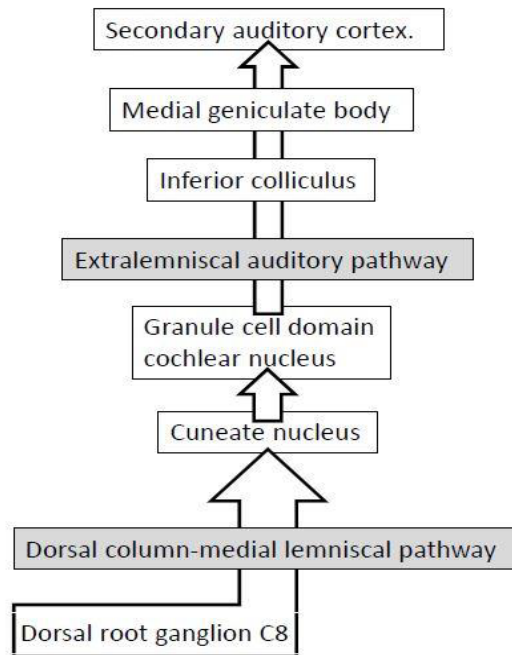 Secondary auditory cortex.
Medial geniculate body
Inferior colliculus
Extralemniscal auditory pathway
Granule cell domain
cochlear nucleus
Cuneate nucleus
Dorsal column-medial lemniscal pathway
Dorsal root ganglion C8